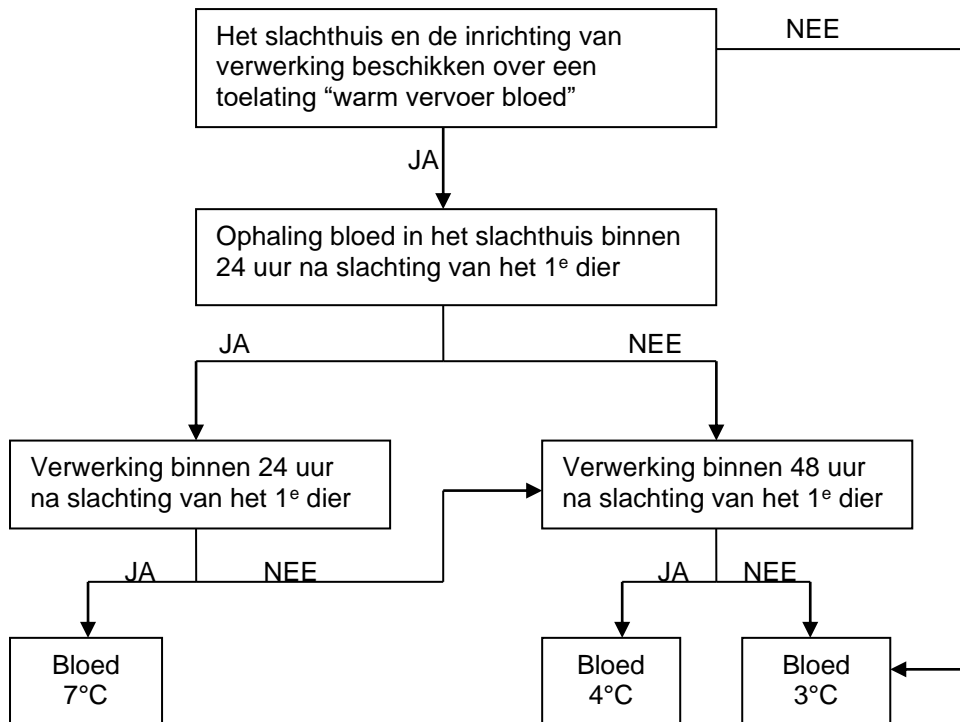 Het slachthuis en de inrichting van
verwerking beschikken over een
toelating “warm vervoer bloed”
NEE
JA
Ophaling bloed in het slachthuis binnen
24 uur na slachting van het 1e dier
JA
NEE
Verwerking binnen 24 uur
na slachting van het 1e dier
Verwerking binnen 48 uur
na slachting van het 1e dier
JA
NEE
JA
NEE
Bloed
7°C
Bloed
4°C
Bloed
3°C